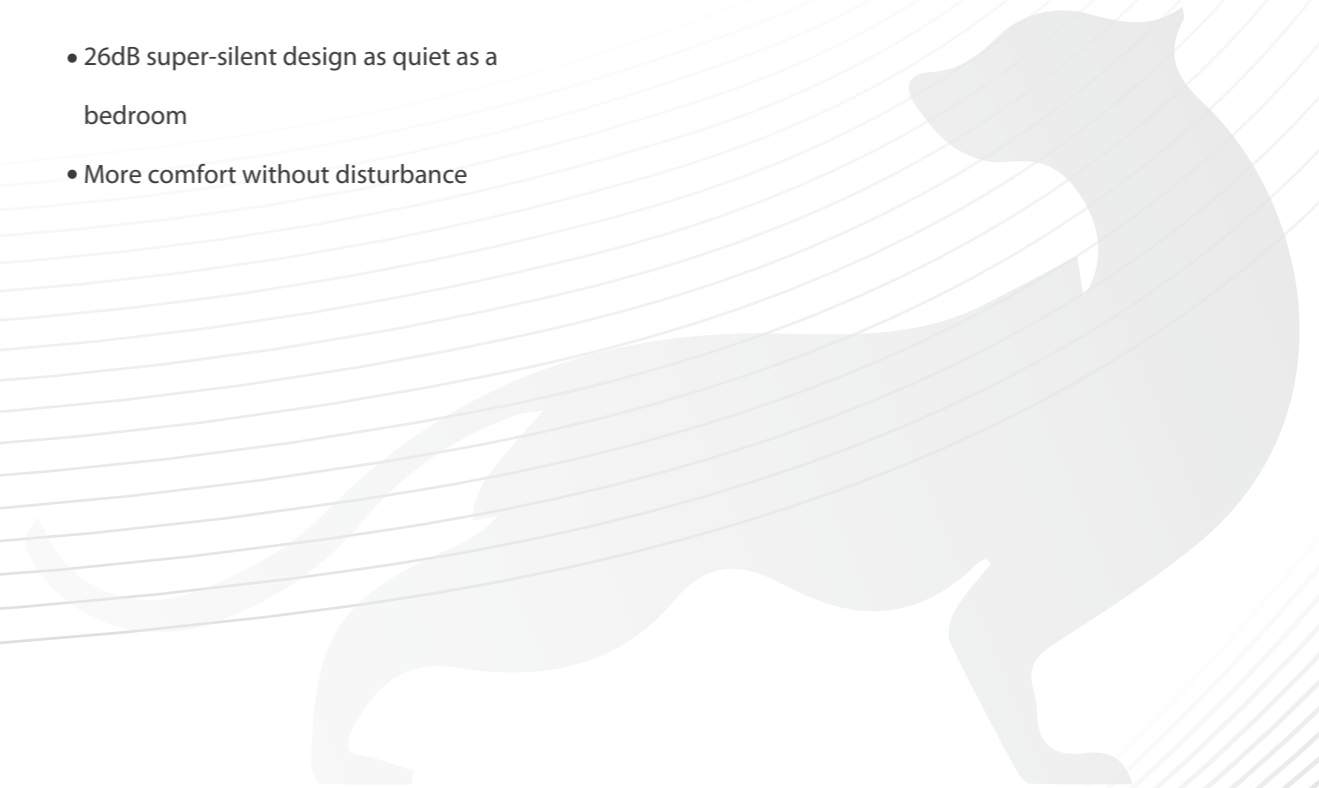 • 26dB super-silent design as quiet as a
bedroom
• More comfort without disturbance